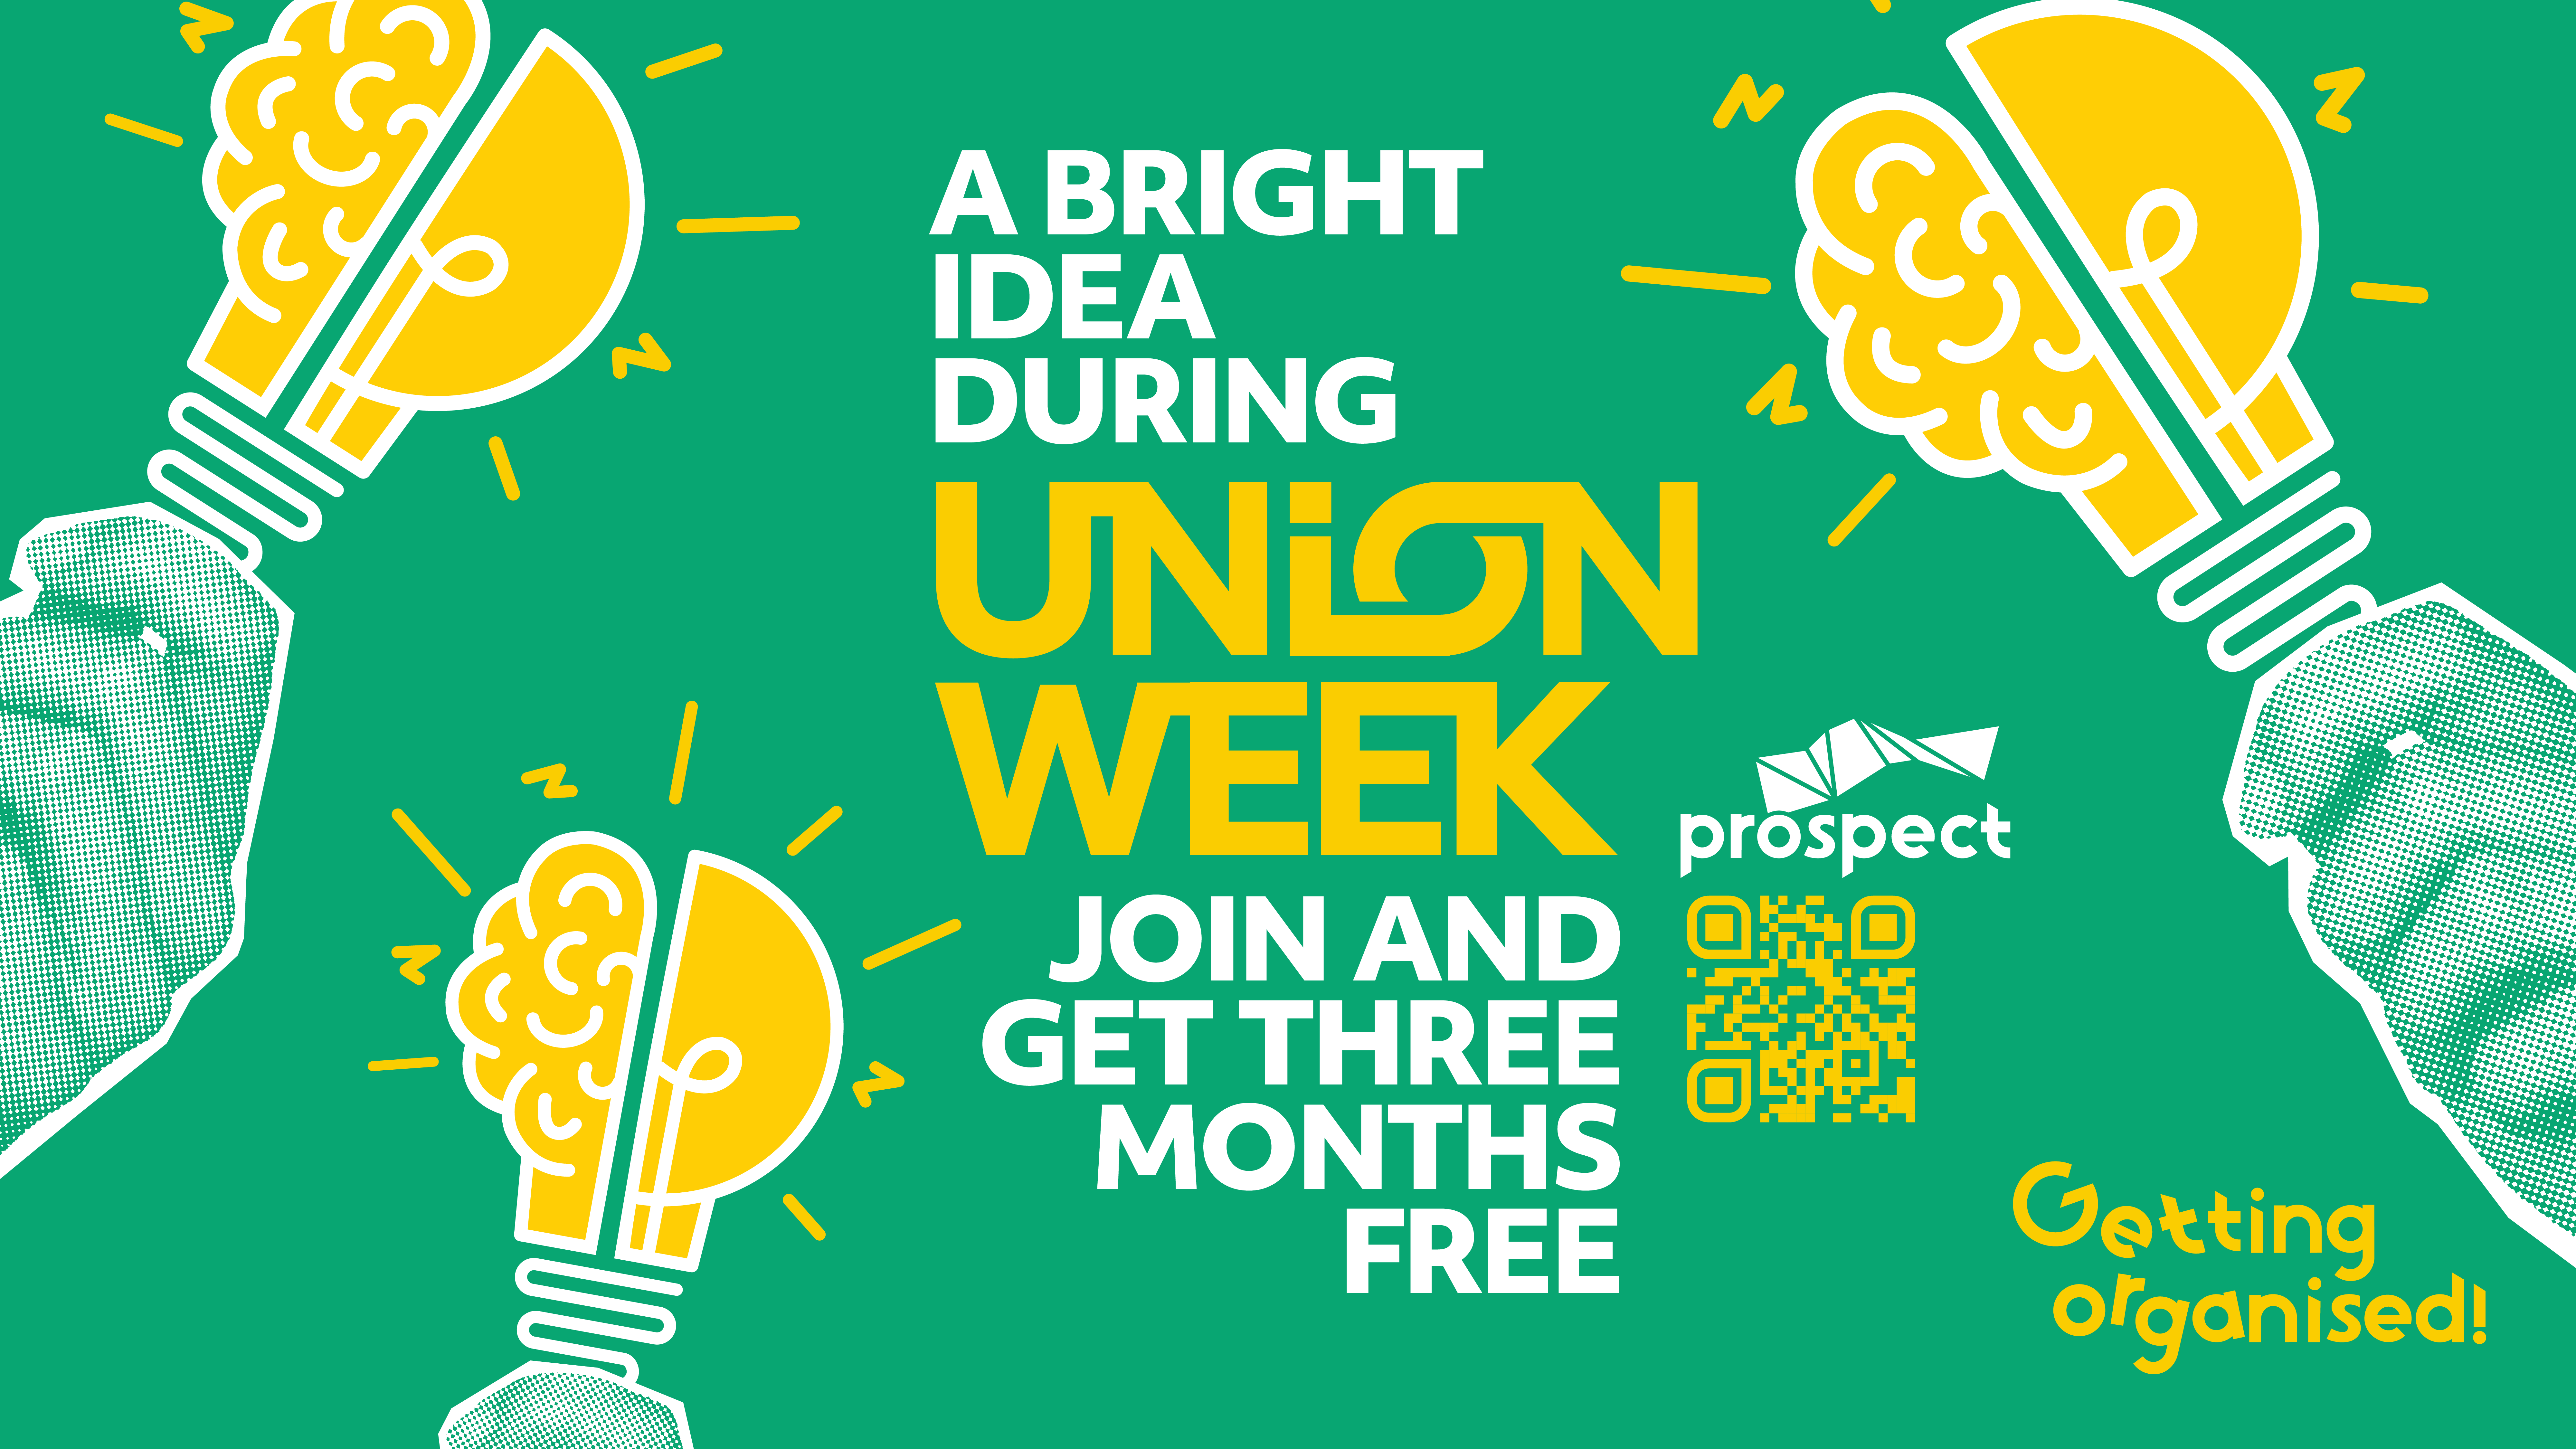 A BRIGHT
IDEA
DURING
UNiON
WEEK
prospect
JOIN AND
GET THREE
MONTHS
FREE
Getting
organised!